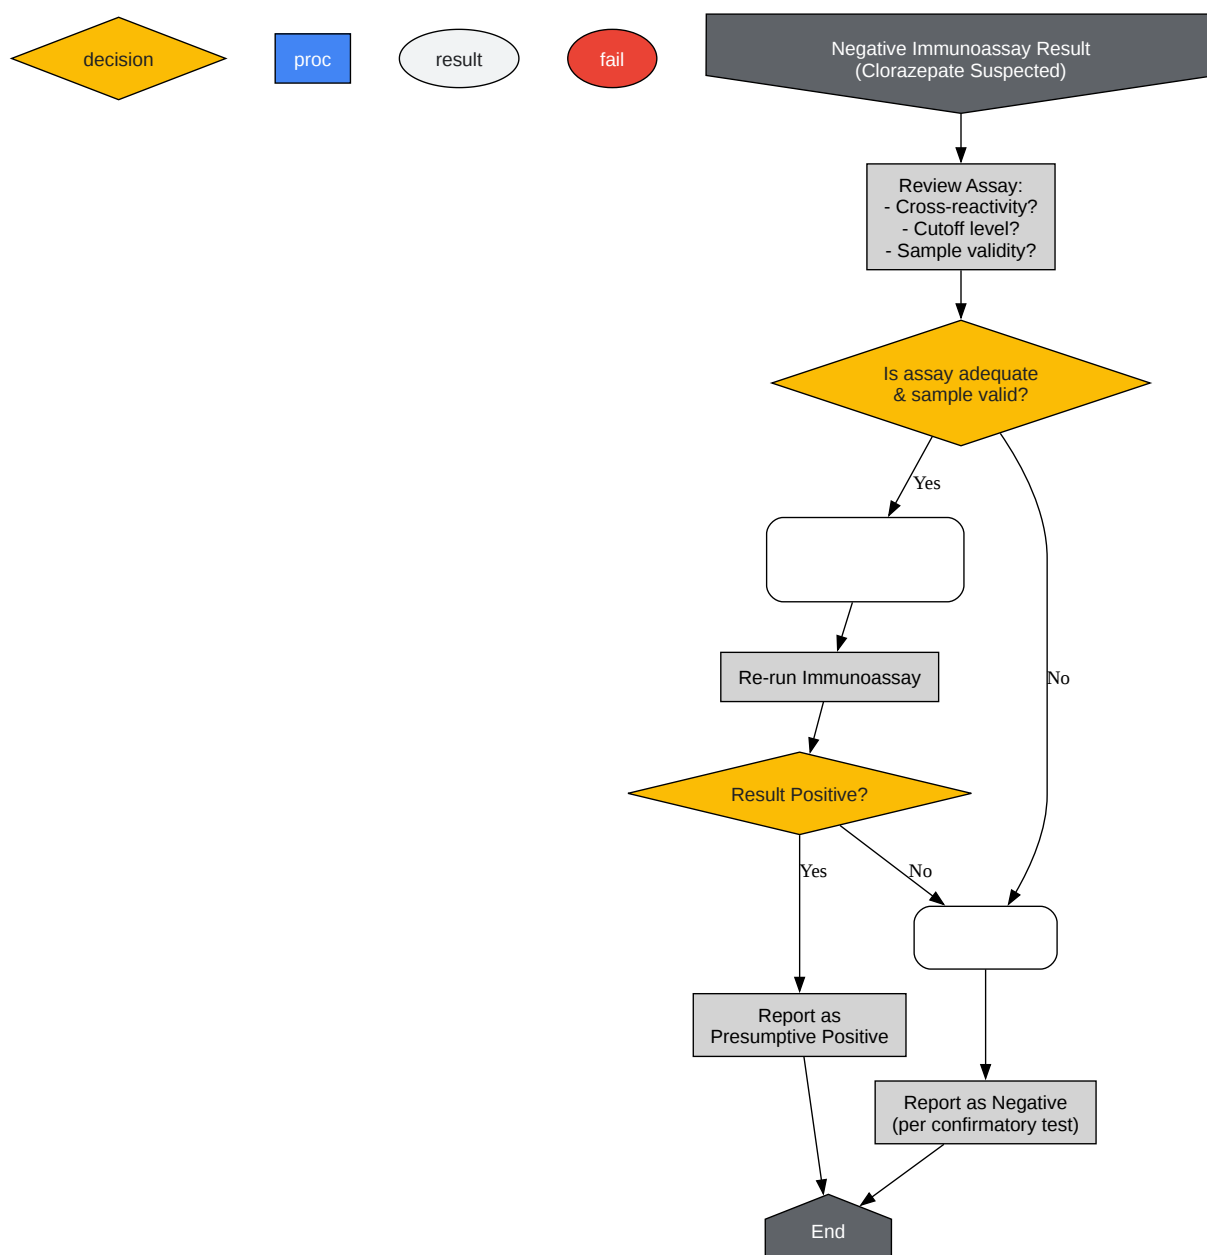 decision
proc
result
fail
Negative Immunoassay Result
(Clorazepate Suspected)
Review Assay:
- Cross-reactivity?
- Cutoff level?
- Sample validity?
Is assay adequate
& sample valid?
Yes
No
Re-run Immunoassay
Result Positive?
Yes
No
Report as
Presumptive Positive
Report as Negative
(per confirmatory test)
End